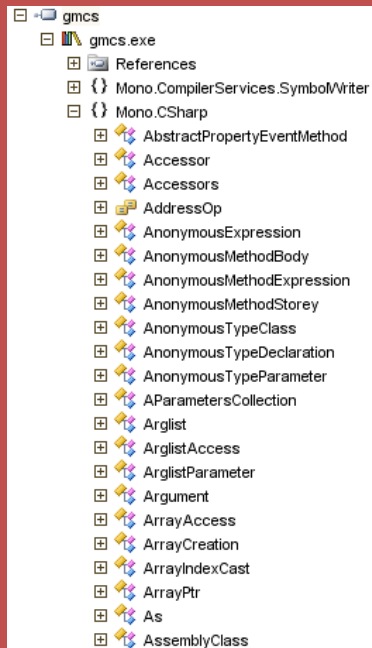 gmcs
gmcs.exe
References
{} Mono.CompilerServices.SymbolWriter
{} Mono.CSharp
AbstractPropertyEventMethod
Accessor
Accessors
AddressOp
AnonymousExpression
AnonymousMethodBody
AnonymousMethodExpression
AnonymousMethodStorey
AnonymousTypeClass
AnonymousTypeDeclaration
AnonymousTypeParameter
AParametersCollection
Arglist
ArglistAccess
ArglistParameter
Argument
ArrayAccess
ArrayCreation
ArrayIndexCast
ArrayPtr
As
AssemblyClass